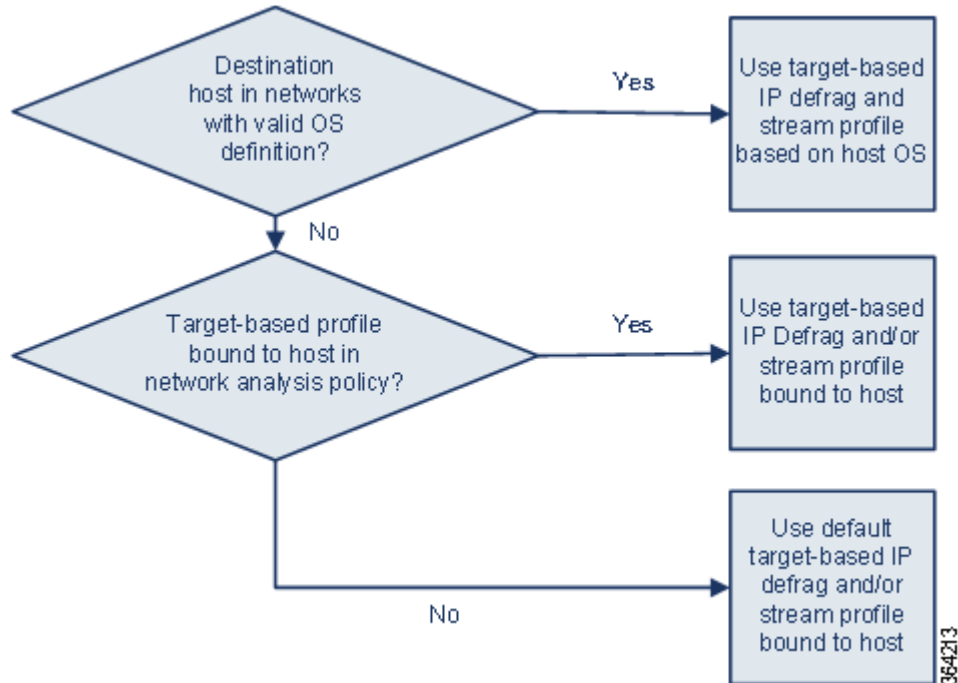 Destination
host in networks
with valid OS
definition?
Yes
Use target-based
IP defrag and
stream profile
based on host OS
No
Target-based profile
bound to host in
network analysis policy?
Yes
Use target-based
IP Defrag and/or
stream profile
bound to host
No
Use default
target-based IP
defrag and/or
stream profile
bound to host
364213